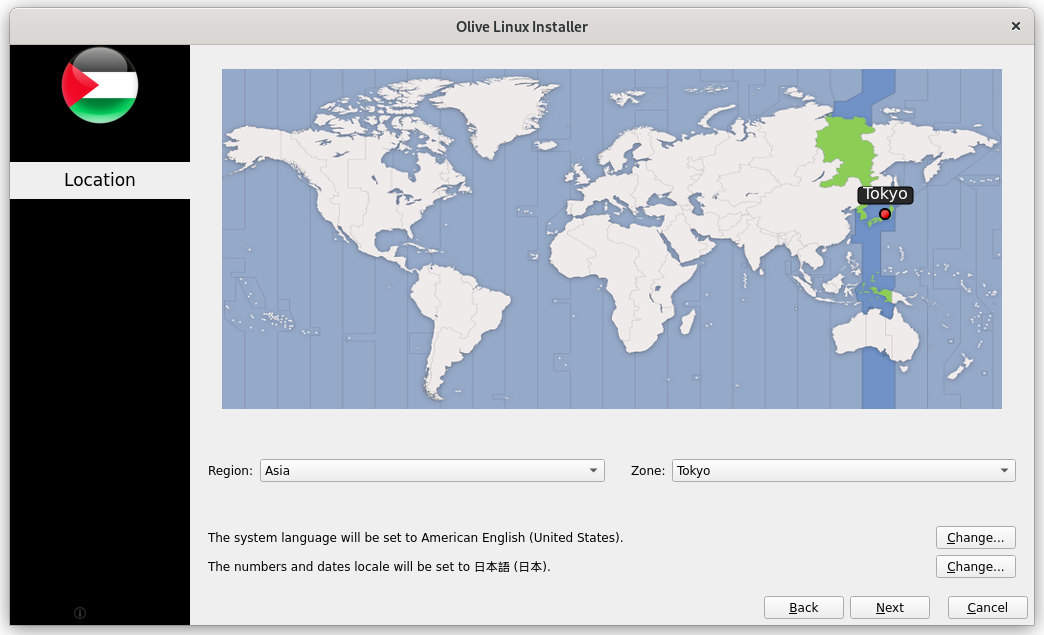 Olive Linux Installer
Location
Tokyo
Region: Asia Zone: Tokyo
The system language will be set to American English (United States). Change...
The numbers and dates locale will be set to 日本語 (日本). Change...
Back Next Cancel